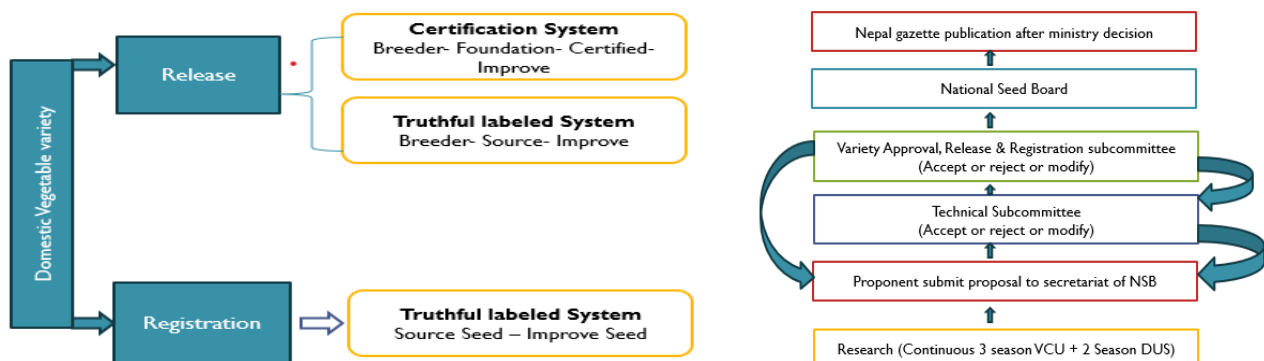 Domestic Vegetable variety
Release
Certification System
Breeder- Foundation- Certified-
Improve
Truthful labeled System
Breeder- Source- Improve
Registration
Truthful labeled System
Source Seed – Improve Seed
Nepal gazette publication after ministry decision
National Seed Board
Variety Approval, Release & Registration subcommittee
(Accept or reject or modify)
Technical Subcommittee
(Accept or reject or modify)
Proponent submit proposal to secretariat of NSB
Research (Continuous 3 season VCU + 2 Season DUS)